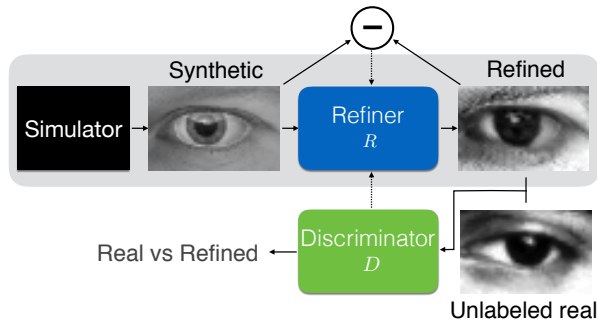 −
Synthetic
Refined
Simulator
Refiner
R
Discriminator
D
Real vs Refined
Unlabeled real